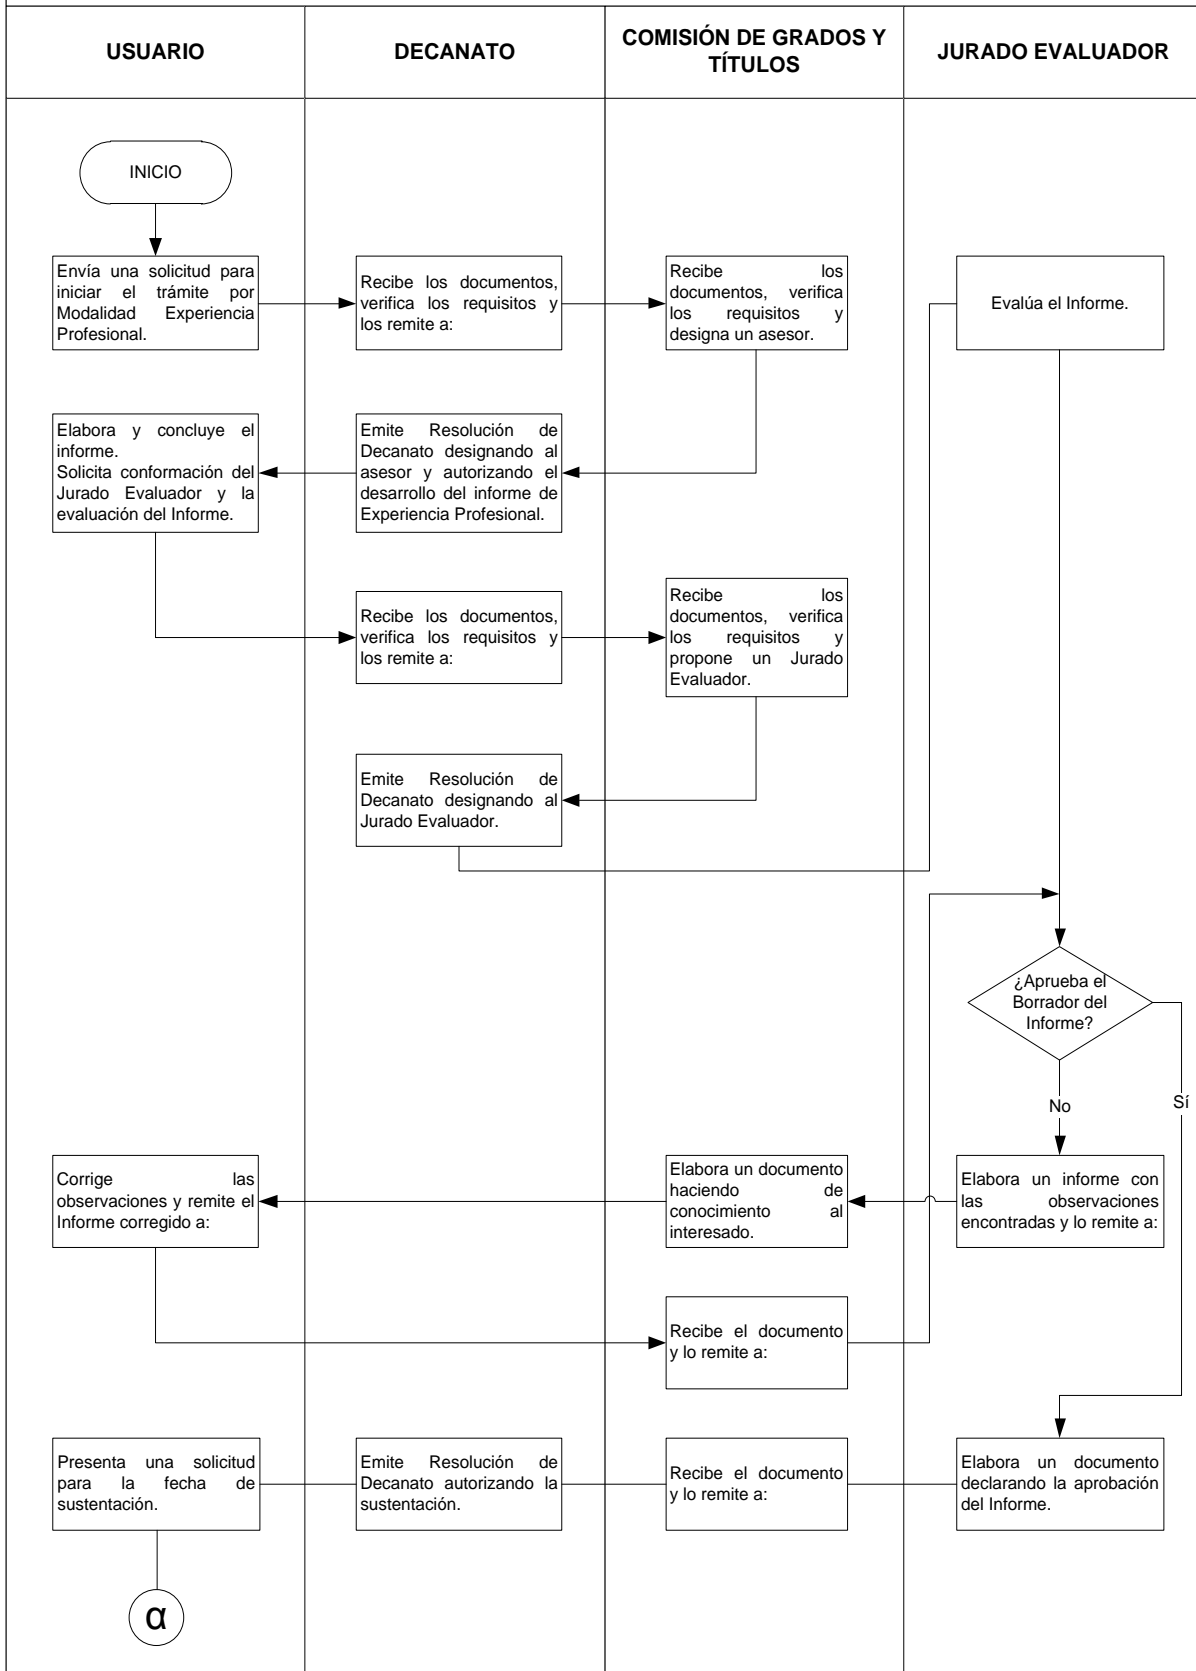 USUARIO
DECANATO
COMISIÓN DE GRADOS Y
TÍTULOS
JURADO EVALUADOR
INICIO
Envía una solicitud para
iniciar el trámite por
Modalidad Experiencia
Profesional.
Recibe los documentos,
verifica los requisitos y
los remite a:
Recibe los
documentos, verifica
los requisitos y
designa un asesor.
Evalúa el Informe.
Elabora y concluye el
informe.
Solicita conformación del
Jurado Evaluador y la
evaluación del Informe.
Emite Resolución de
Decanato designando al
asesor y autorizando el
desarrollo del informe de
Experiencia Profesional.
Recibe los documentos,
verifica los requisitos y
los remite a:
Recibe los
documentos, verifica
los requisitos y
propone un Jurado
Evaluador.
Emite Resolución de
Decanato designando al
Jurado Evaluador.
¿Aprueba el
Borrador del
Informe?
No
Sí
Corrige las
observaciones y remite el
Informe corregido a:
Elabora un documento
haciendo de
conocimiento al
interesado.
Elabora un informe con
las observaciones
encontradas y lo remite a:
Recibe el documento
y lo remite a:
Presenta una solicitud
para la fecha de
sustentación.
Emite Resolución de
Decanato autorizando la
sustentación.
Recibe el documento
y lo remite a:
Elabora un documento
declarando la aprobación
del Informe.
α